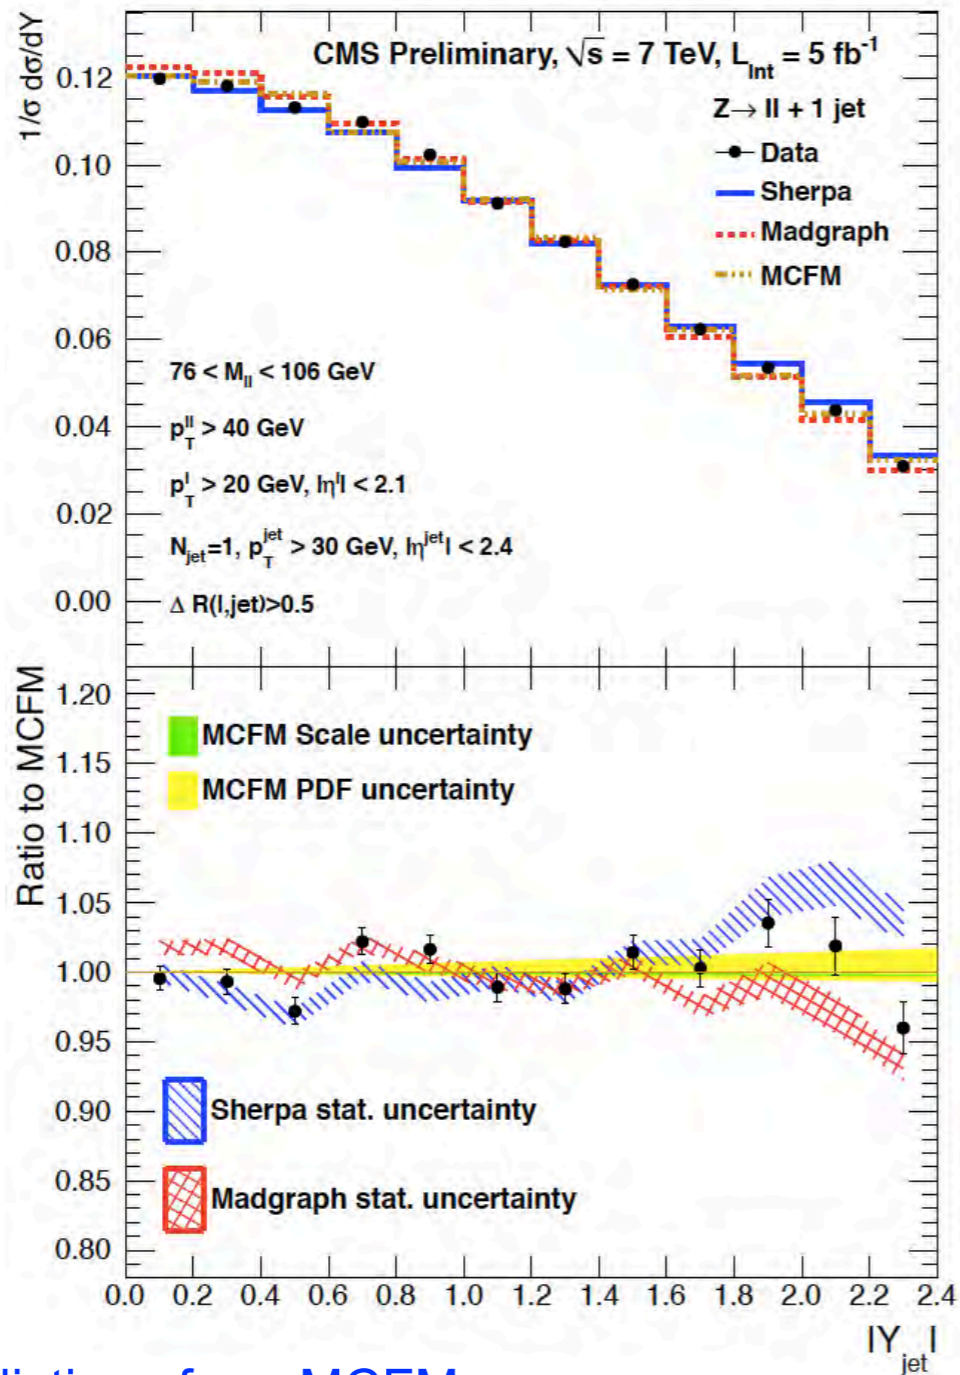 CMS Preliminary, √s = 7 TeV, L_Int = 5 fb⁻¹
Z→ ll + 1 jet
Data
Sherpa
Madgraph
MCFM
1/σ dσ/dY
0.12
0.10
0.08
0.06
0.04
0.02
0.00
76 < M_ll < 106 GeV
p_T^ll > 40 GeV
p_T^l > 20 GeV, |η^l| < 2.1
N_jet=1, p_T^jet > 30 GeV, |η^jet| < 2.4
Δ R(l,jet)>0.5
Ratio to MCFM
1.20
1.15
1.10
1.05
1.00
0.95
0.90
0.85
0.80
MCFM Scale uncertainty
MCFM PDF uncertainty
Sherpa stat. uncertainty
Madgraph stat. uncertainty
0.0 0.2 0.4 0.6 0.8 1.0 1.2 1.4 1.6 1.8 2.0 2.2 2.4
|Y_jet|